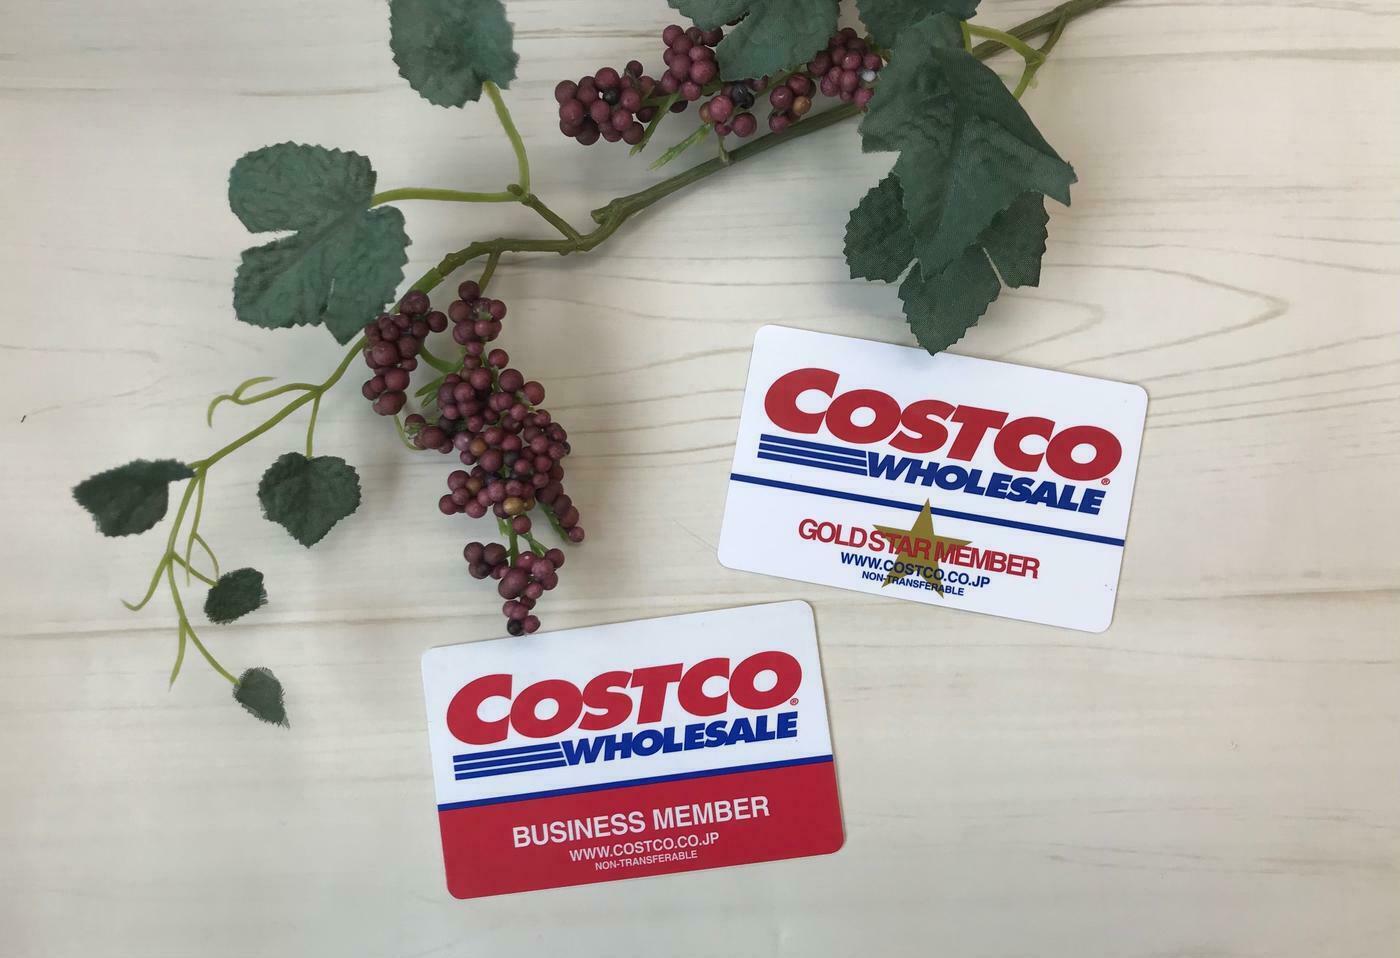 COSTCO®
WHOLESALE
GOLD STAR MEMBER
WWW.COSTCO.CO.JP
NON-TRANSFERABLE
COSTCO®
WHOLESALE
BUSINESS MEMBER
WWW.COSTCO.CO.JP
NON-TRANSFERABLE